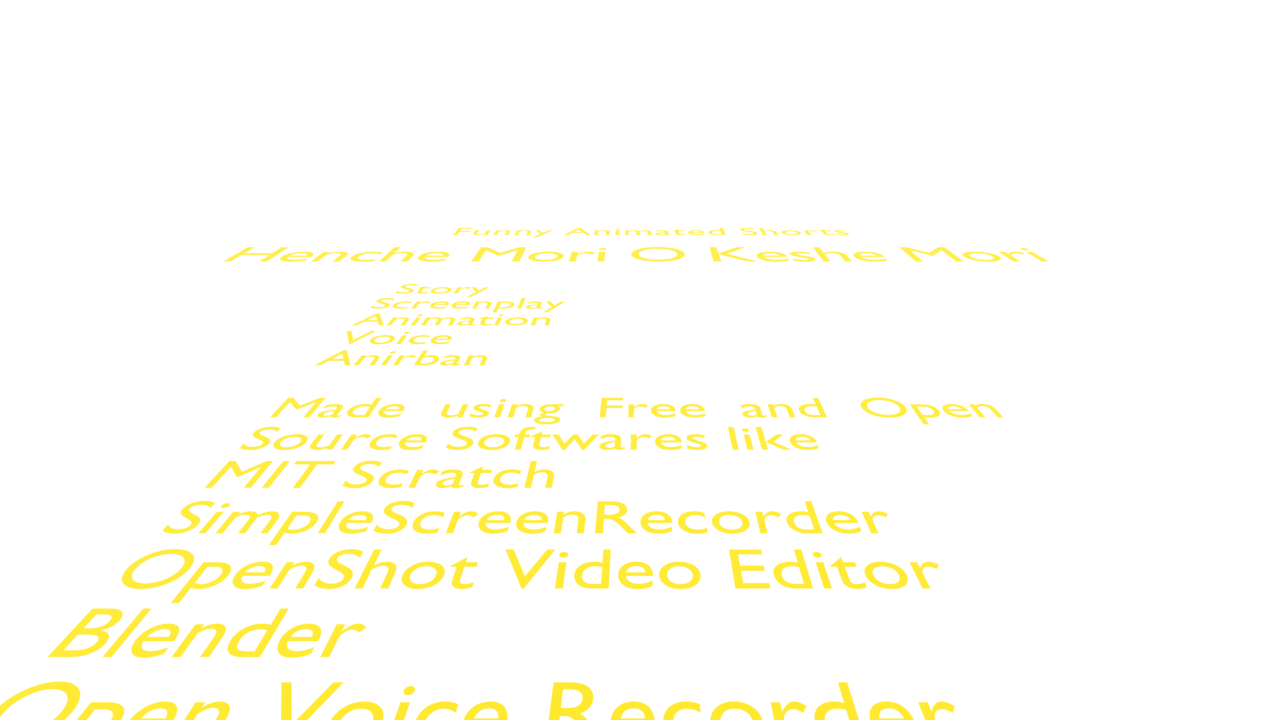 Funny Animated Shorts
Henche Mori O Keshe Mori
Story
Screenplay
Animation
Voice
Anirban
Made using Free and Open
Source Softwares like
MIT Scratch
SimpleScreenRecorder
OpenShot Video Editor
Blender
Open Voice Recorder